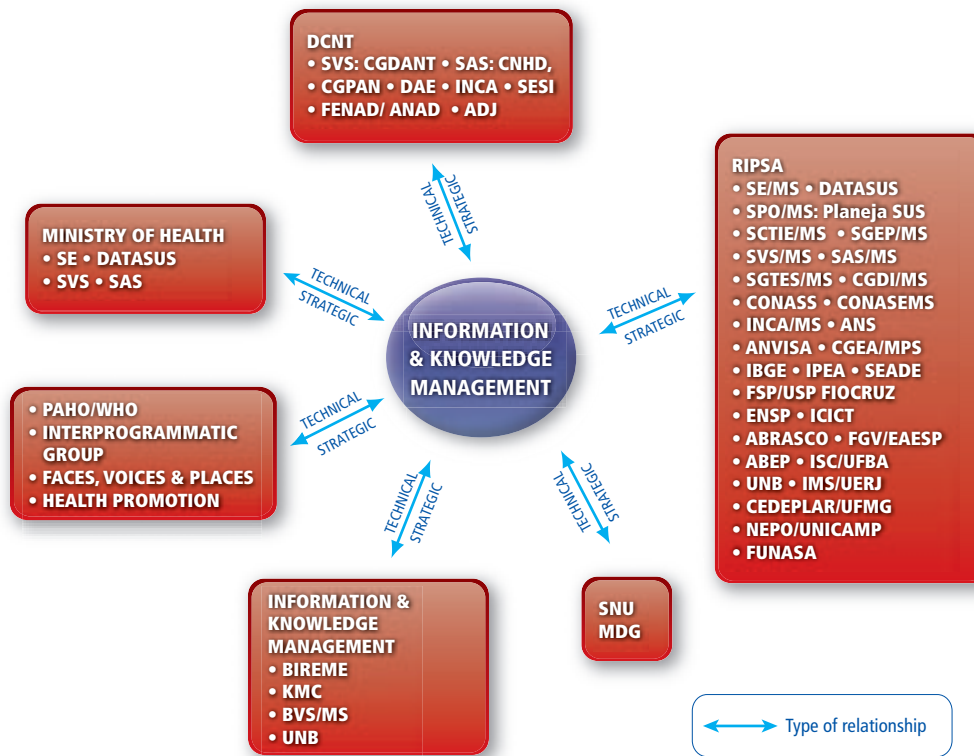 DCNT
• SVS: CGDANT • SAS: CNHD,
• CGPAN • DAE • INCA • SESI
• FENAD/ ANAD • ADJ
TECHNICAL
STRATEGIC
MINISTRY OF HEALTH
• SE • DATASUS
• SVS • SAS
TECHNICAL
STRATEGIC
INFORMATION
& KNOWLEDGE
MANAGEMENT
TECHNICAL
STRATEGIC
RIPSA
• SE/MS • DATASUS
• SPO/MS: Planeja SUS
• SCTIE/MS • SGEP/MS
• SVS/MS • SAS/MS
• SGTES/MS • CGDI/MS
• CONASS • CONASEMS
• INCA/MS • ANS
• ANVISA • CGEA/MPS
• IBGE • IPEA • SEADE
• FSP/USP FIOCRUZ
• ENSP • ICICT
• ABRASCO • FGV/EAESP
• ABEP • ISC/UFBA
• UNB • IMS/UERJ
• CEDEPLAR/UFMG
• NEPO/UNICAMP
• FUNASA
• PAHO/WHO
• INTERPROGRAMMATIC
GROUP
• FACES, VOICES & PLACES
• HEALTH PROMOTION
TECHNICAL
STRATEGIC
TECHNICAL
STRATEGIC
STRATEGIC
TECHNICAL
INFORMATION &
KNOWLEDGE
MANAGEMENT
• BIREME
• KMC
• BVS/MS
• UNB
SNU
MDG
Type of relationship